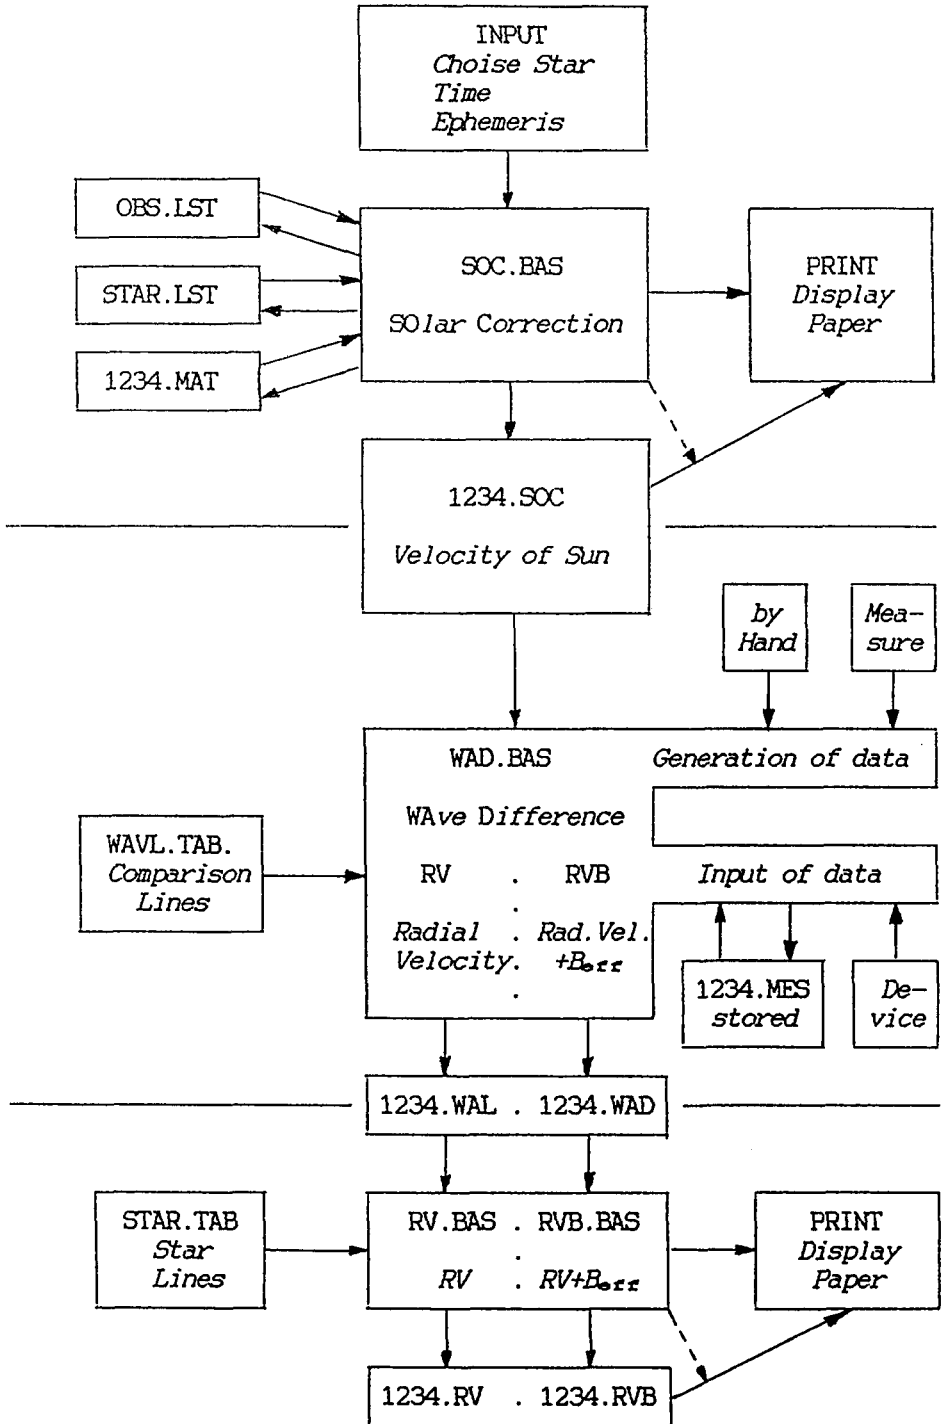 INPUT
Choise Star
Time
Ephemeris
OBS.LST
STAR.LST
1234.MAT
SOC.BAS
SOlar Correction
PRINT
Display
Paper
1234.SOC
Velocity of Sun
by
Hand
Mea-
sure
WAD.BAS
Generation of data
WAve Difference
WAVL.TAB.
Comparison
Lines
RV . RVB
.
Radial . Rad.Vel.
Velocity. +Beff
.
Input of data
1234.MES
stored
De-
vice
1234.WAL . 1234.WAD
STAR.TAB
Star
Lines
RV.BAS . RVB.BAS
.
RV . RV+Beff
PRINT
Display
Paper
1234.RV . 1234.RVB